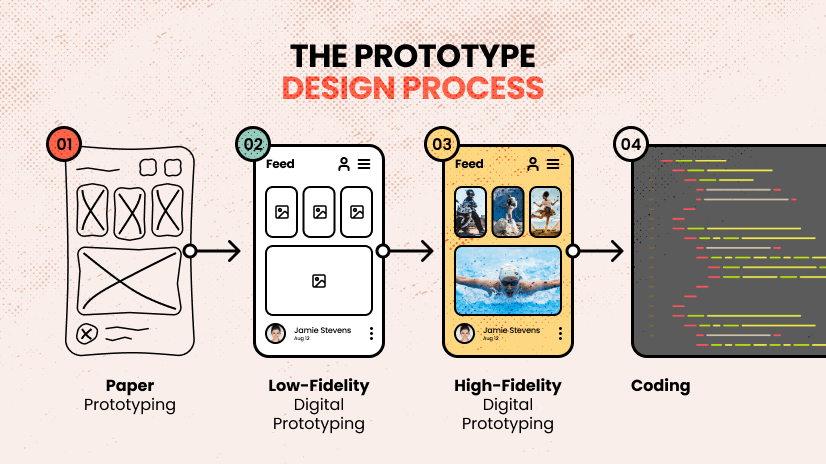 THE PROTOTYPE
DESIGN PROCESS
01
02
03
04
Feed
Jamie Stevens
Aug 12
Feed
Jamie Stevens
Aug 12
Paper
Prototyping
Low-Fidelity
Digital
Prototyping
High-Fidelity
Digital
Prototyping
Coding